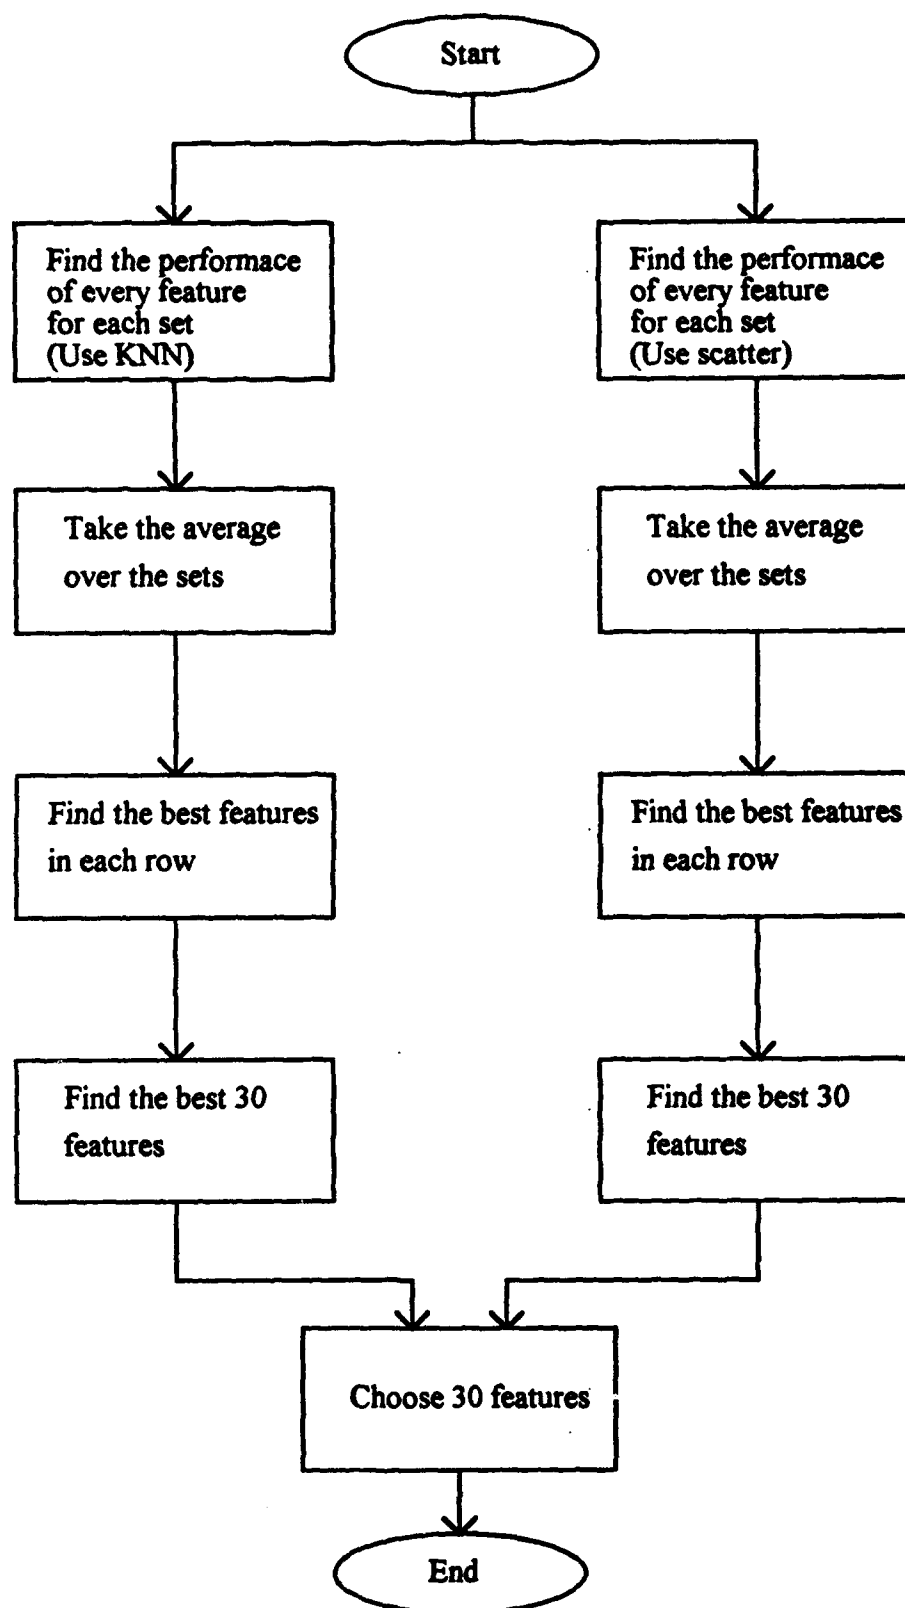 Start
Find the performace
of every feature
for each set
(Use KNN)
Find the performace
of every feature
for each set
(Use scatter)
Take the average
over the sets
Take the average
over the sets
Find the best features
in each row
Find the best features
in each row
Find the best 30
features
Find the best 30
features
Choose 30 features
End